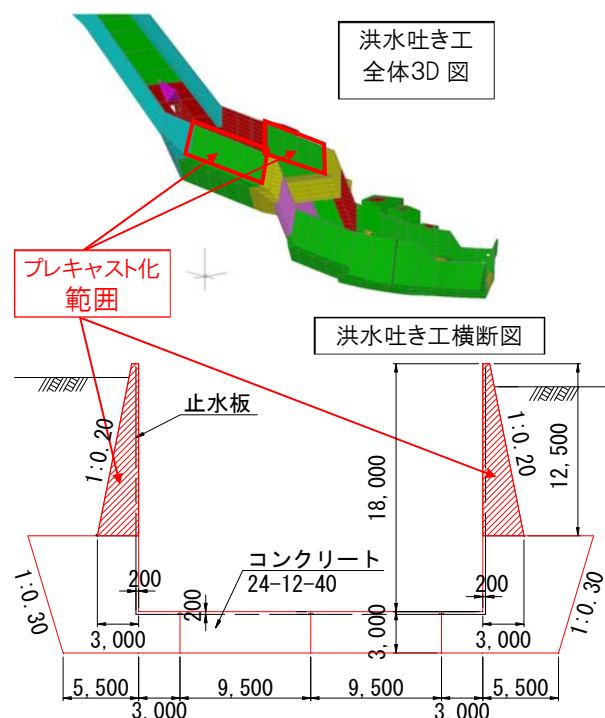 洪水吐き工
全体3D 図
プレキャスト化
範囲
洪水吐き工横断図
止水板
1:0.20
1:0.20
18,000
12,500
コンクリート
24-12-40
200
200
200
1:0.30
1:0.30
3,000
3,000
3,000
5,500
9,500
9,500
5,500
3,000
3,000